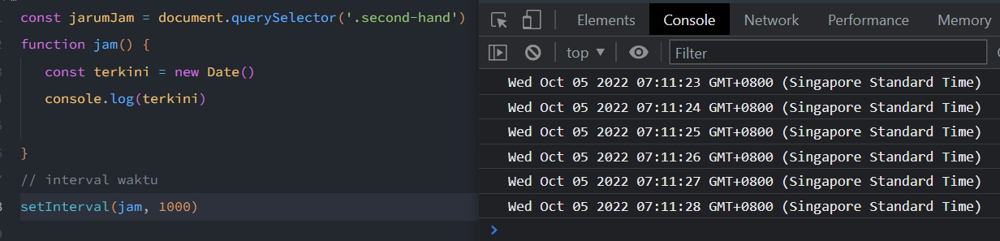 const jarumJam = document.querySelector('.second-hand')
function jam() {
const terkini = new Date()
console.log(terkini)
}
// interval waktu
setInterval(jam, 1000)
Elements Console Network Performance Memory
top ▼ Filter
Wed Oct 05 2022 07:11:23 GMT+0800 (Singapore Standard Time)
Wed Oct 05 2022 07:11:24 GMT+0800 (Singapore Standard Time)
Wed Oct 05 2022 07:11:25 GMT+0800 (Singapore Standard Time)
Wed Oct 05 2022 07:11:26 GMT+0800 (Singapore Standard Time)
Wed Oct 05 2022 07:11:27 GMT+0800 (Singapore Standard Time)
Wed Oct 05 2022 07:11:28 GMT+0800 (Singapore Standard Time)
>